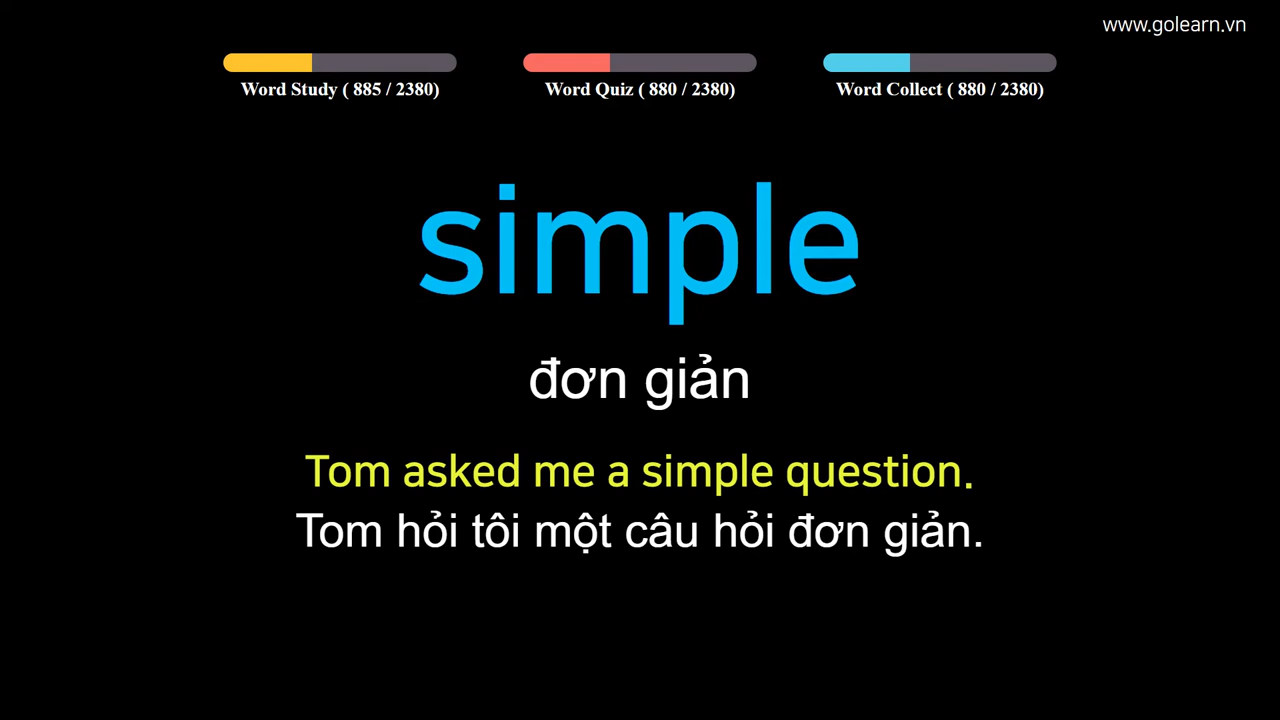 www.golearn.vn
Word Study ( 885 / 2380)
Word Quiz ( 880 / 2380)
Word Collect ( 880 / 2380)
simple
đơn giản
Tom asked me a simple question.
Tom hỏi tôi một câu hỏi đơn giản.